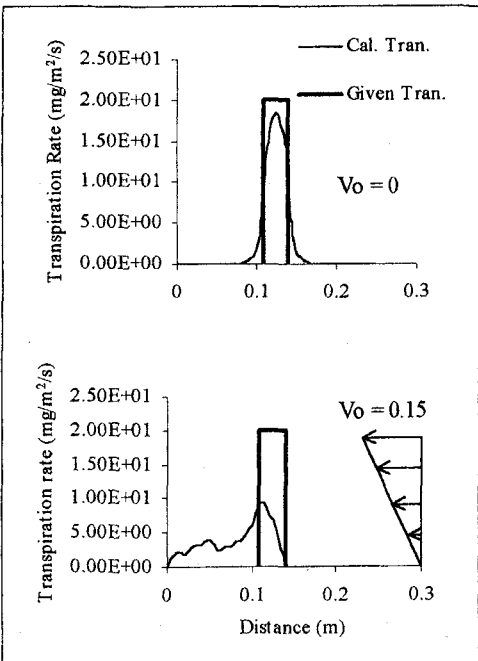 Cal. Tran.
Given Tran.
Transpiration Rate (mg/m²/s)
2.50E+01
2.00E+01
1.50E+01
1.00E+01
5.00E+00
0.00E+00
Vo = 0
0 0.1 0.2 0.3
Transpiration rate (mg/m²/s)
2.50E+01
2.00E+01
1.50E+01
1.00E+01
5.00E+00
0.00E+00
Vo = 0.15
0 0.1 0.2 0.3
Distance (m)